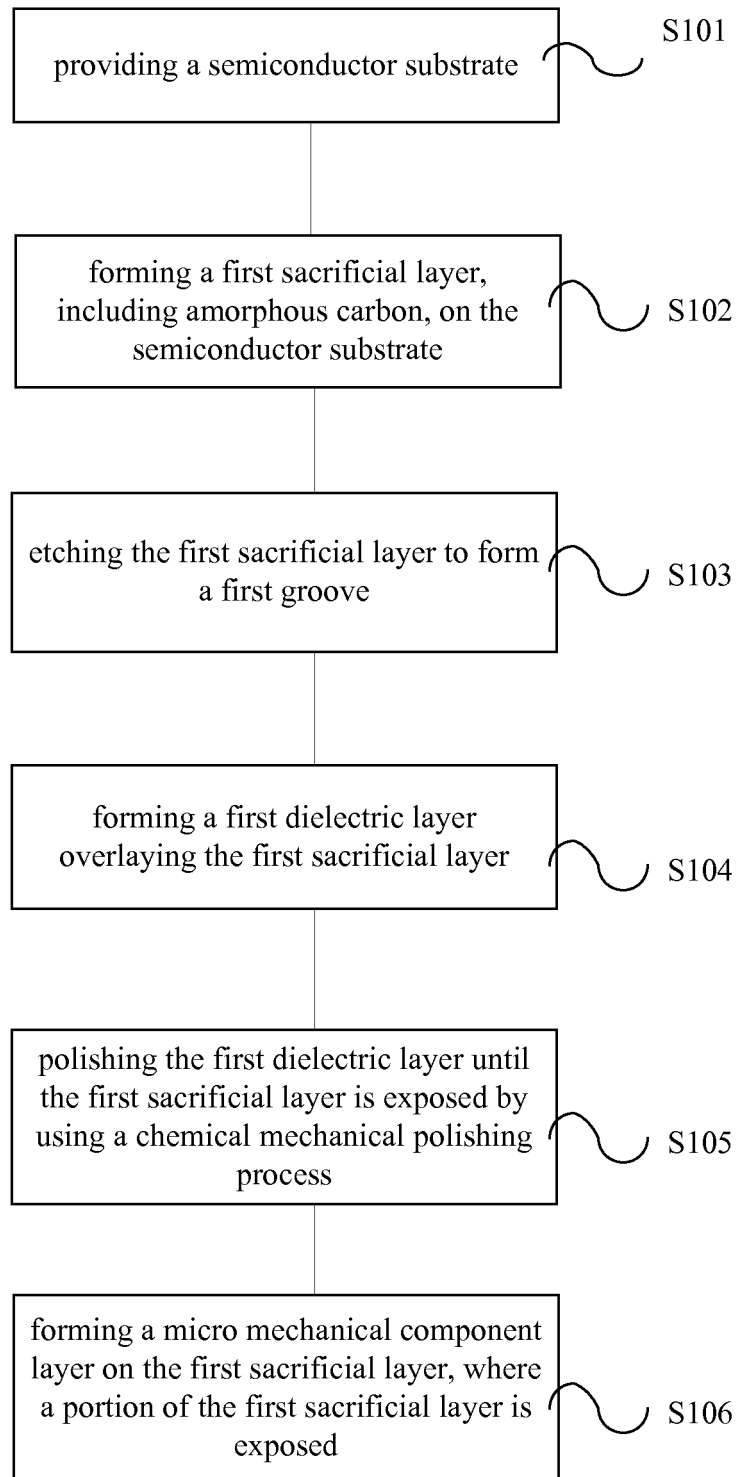 S101
providing a semiconductor substrate
forming a first sacrificial layer,
including amorphous carbon, on the
semiconductor substrate
S102
etching the first sacrificial layer to form
a first groove
S103
forming a first dielectric layer
overlaying the first sacrificial layer
S104
polishing the first dielectric layer until
the first sacrificial layer is exposed by
using a chemical mechanical polishing
process
S105
forming a micro mechanical component
layer on the first sacrificial layer, where
a portion of the first sacrificial layer is
exposed
S106